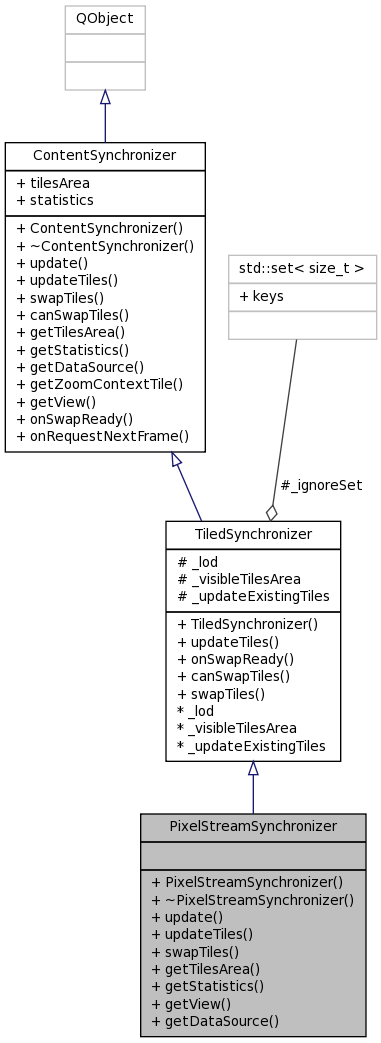 QObject
ContentSynchronizer
+ tilesArea
+ statistics
+ ContentSynchronizer()
+ ~ContentSynchronizer()
+ update()
+ updateTiles()
+ swapTiles()
+ canSwapTiles()
+ getTilesArea()
+ getStatistics()
+ getDataSource()
+ getZoomContextTile()
+ getView()
+ onSwapReady()
+ onRequestNextFrame()
std::set< size_t >
+ keys
#_ignoreSet
TiledSynchronizer
# _lod
# _visibleTilesArea
# _updateExistingTiles
+ TiledSynchronizer()
+ updateTiles()
+ onSwapReady()
+ canSwapTiles()
+ swapTiles()
* _lod
* _visibleTilesArea
* _updateExistingTiles
PixelStreamSynchronizer
+ PixelStreamSynchronizer()
+ ~PixelStreamSynchronizer()
+ update()
+ updateTiles()
+ swapTiles()
+ getTilesArea()
+ getStatistics()
+ getView()
+ getDataSource()